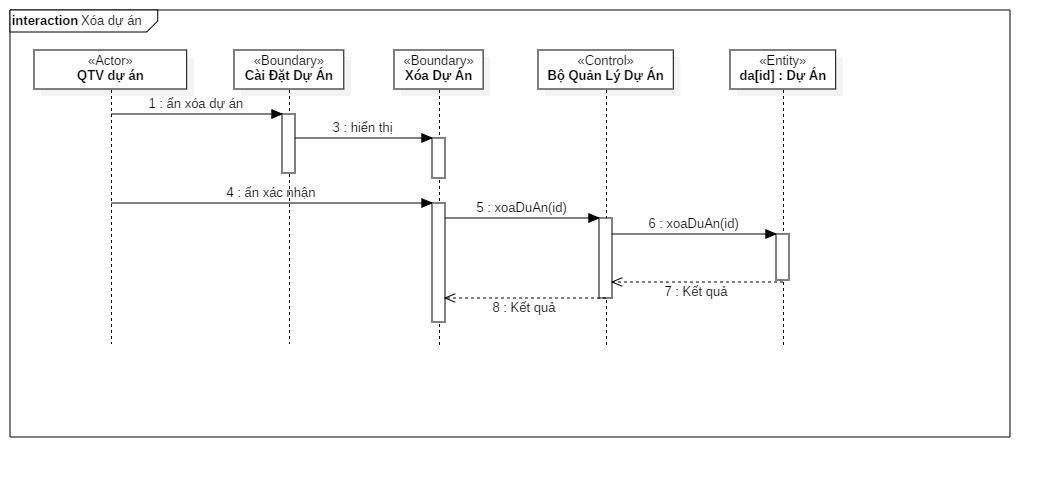 interaction Xóa dự án
«Actor»
QTV dự án
«Boundary»
Cài Đặt Dự Án
«Boundary»
Xóa Dự Án
«Control»
Bộ Quản Lý Dự Án
«Entity»
da[id] : Dự Án
1 : ấn xóa dự án
3 : hiển thị
4 : ấn xác nhận
5 : xoaDuAn(id)
6 : xoaDuAn(id)
7 : Kết quả
8 : Kết quả